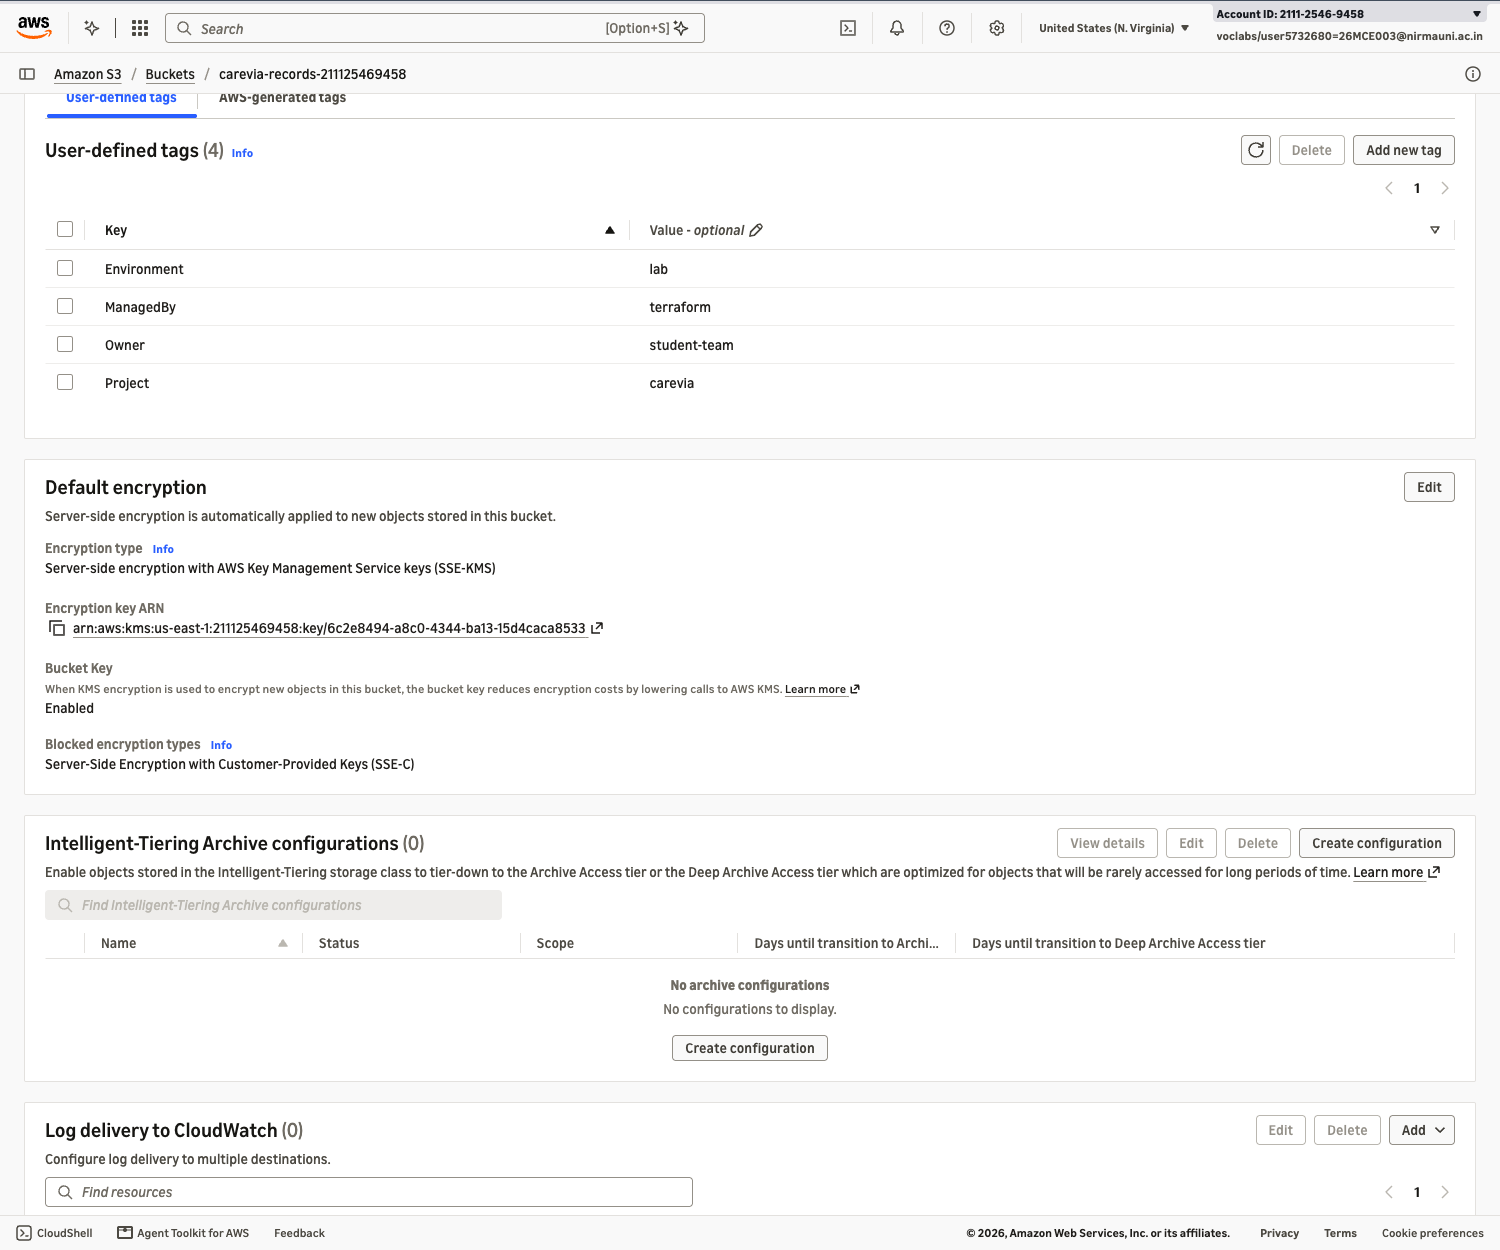 aws
Search
[Option+S]
United States (N. Virginia)
Account ID: 2111-2546-9458
voclabs/user5732680=26MCE003@nirmauni.ac.in
Amazon S3 / Buckets / carevia-records-211125469458
User-defined tags
AWS-generated tags
User-defined tags (4) Info
Delete
Add new tag
1
Key
Value - optional
Environment
lab
ManagedBy
terraform
Owner
student-team
Project
carevia
Default encryption
Edit
Server-side encryption is automatically applied to new objects stored in this bucket.
Encryption type Info
Server-side encryption with AWS Key Management Service keys (SSE-KMS)
Encryption key ARN
arn:aws:kms:us-east-1:211125469458:key/6c2e8494-a8c0-4344-ba13-15d4caca8533
Bucket Key
When KMS encryption is used to encrypt new objects in this bucket, the bucket key reduces encryption costs by lowering calls to AWS KMS. Learn more
Enabled
Blocked encryption types Info
Server-Side Encryption with Customer-Provided Keys (SSE-C)
Intelligent-Tiering Archive configurations (0)
View details
Edit
Delete
Create configuration
Enable objects stored in the Intelligent-Tiering storage class to tier-down to the Archive Access tier or the Deep Archive Access tier which are optimized for objects that will be rarely accessed for long periods of time. Learn more
Find Intelligent-Tiering Archive configurations
Name
Status
Scope
Days until transition to Archi...
Days until transition to Deep Archive Access tier
No archive configurations
No configurations to display.
Create configuration
Log delivery to CloudWatch (0)
Edit
Delete
Add
Configure log delivery to multiple destinations.
Find resources
1
CloudShell
Agent Toolkit for AWS
Feedback
© 2026, Amazon Web Services, Inc. or its affiliates.
Privacy
Terms
Cookie preferences